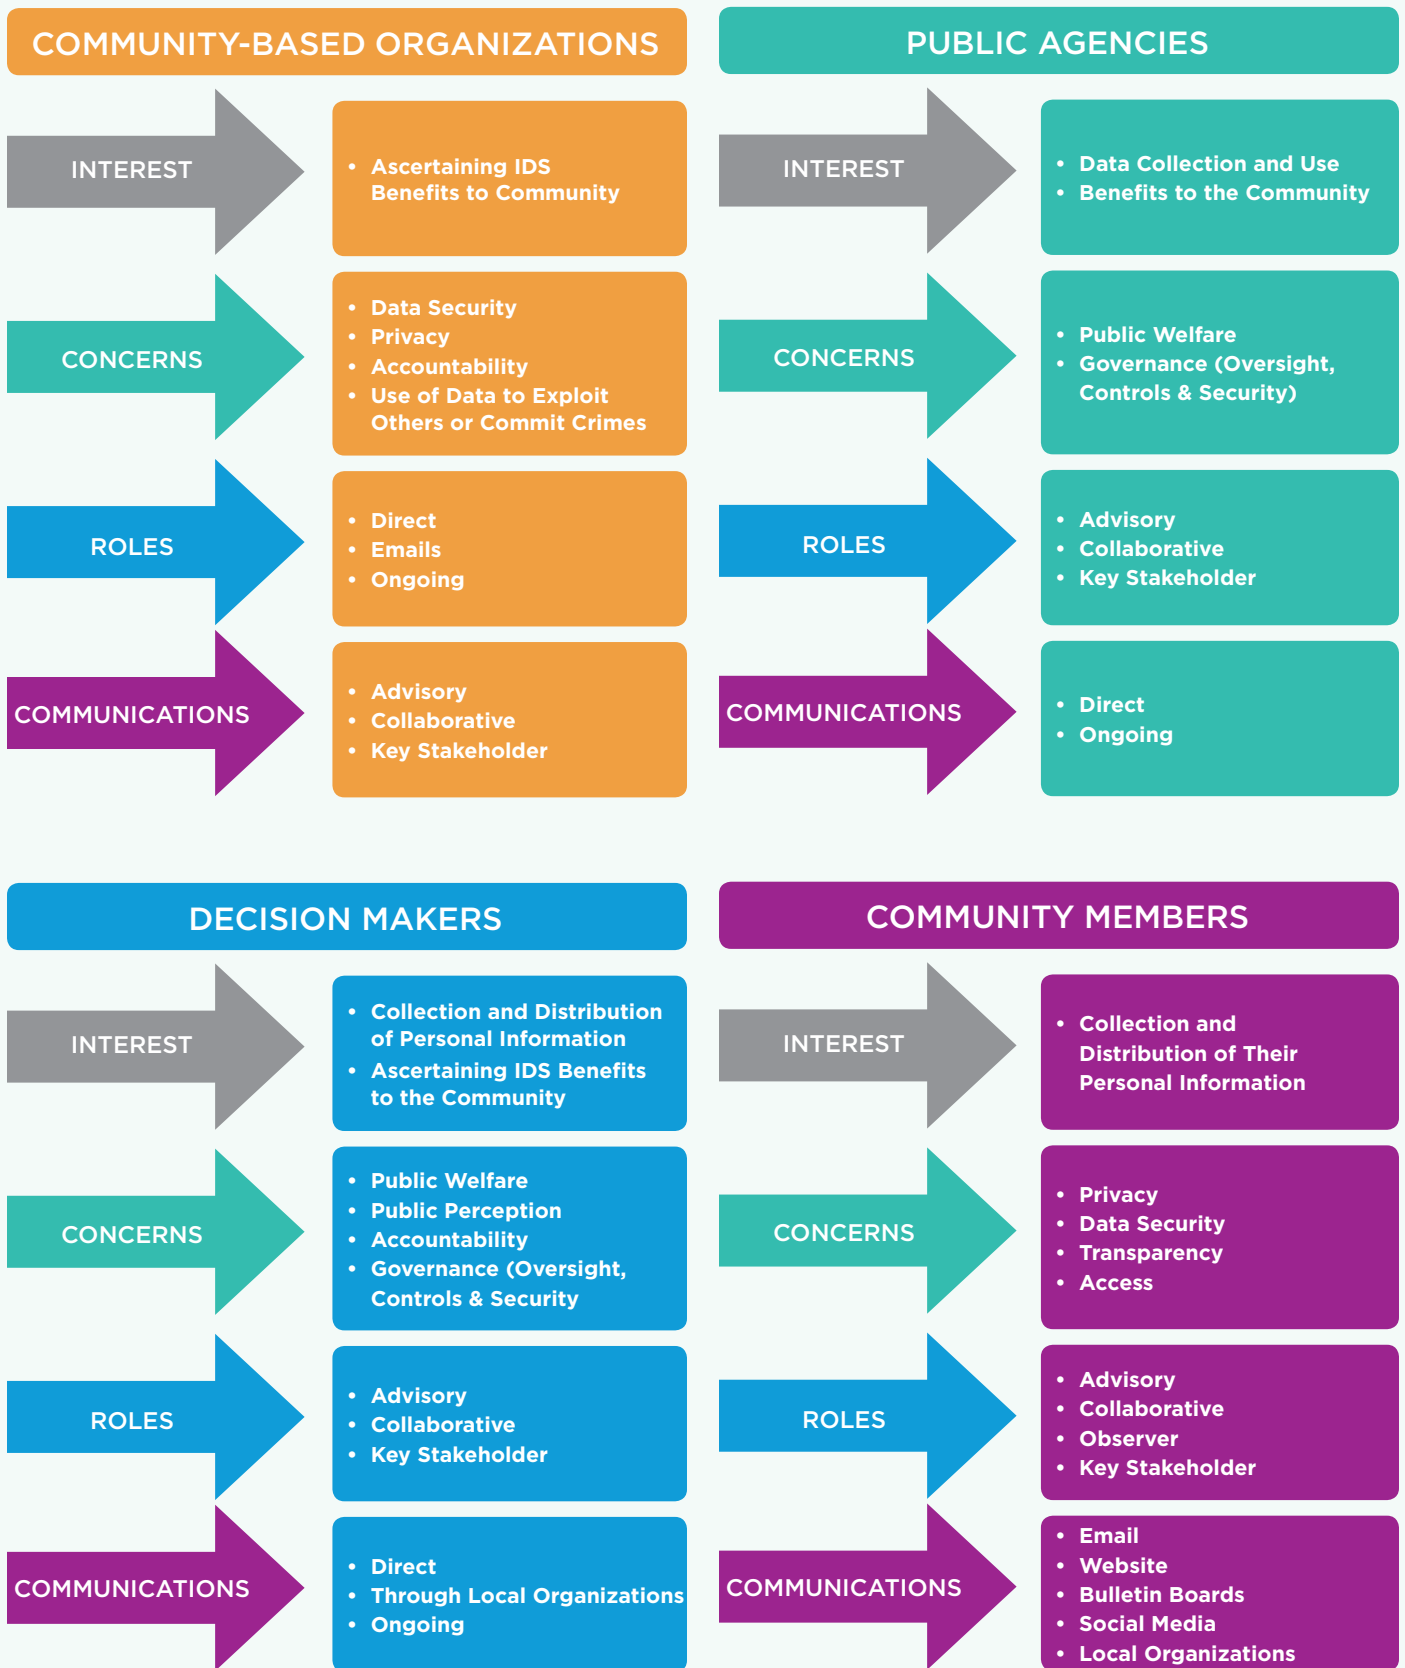 COMMUNITY-BASED ORGANIZATIONS
INTEREST
• Ascertaining IDS
Benefits to Community
CONCERNS
• Data Security
• Privacy
• Accountability
• Use of Data to Exploit
Others or Commit Crimes
ROLES
• Direct
• Emails
• Ongoing
COMMUNICATIONS
• Advisory
• Collaborative
• Key Stakeholder
PUBLIC AGENCIES
INTEREST
• Data Collection and Use
• Benefits to the Community
CONCERNS
• Public Welfare
• Governance (Oversight,
Controls & Security)
ROLES
• Advisory
• Collaborative
• Key Stakeholder
COMMUNICATIONS
• Direct
• Ongoing
DECISION MAKERS
INTEREST
• Collection and Distribution
of Personal Information
• Ascertaining IDS Benefits
to the Community
CONCERNS
• Public Welfare
• Public Perception
• Accountability
• Governance (Oversight,
Controls & Security
ROLES
• Advisory
• Collaborative
• Key Stakeholder
COMMUNICATIONS
• Direct
• Through Local Organizations
• Ongoing
COMMUNITY MEMBERS
INTEREST
• Collection and
Distribution of Their
Personal Information
CONCERNS
• Privacy
• Data Security
• Transparency
• Access
ROLES
• Advisory
• Collaborative
• Observer
• Key Stakeholder
COMMUNICATIONS
• Email
• Website
• Bulletin Boards
• Social Media
• Local Organizations